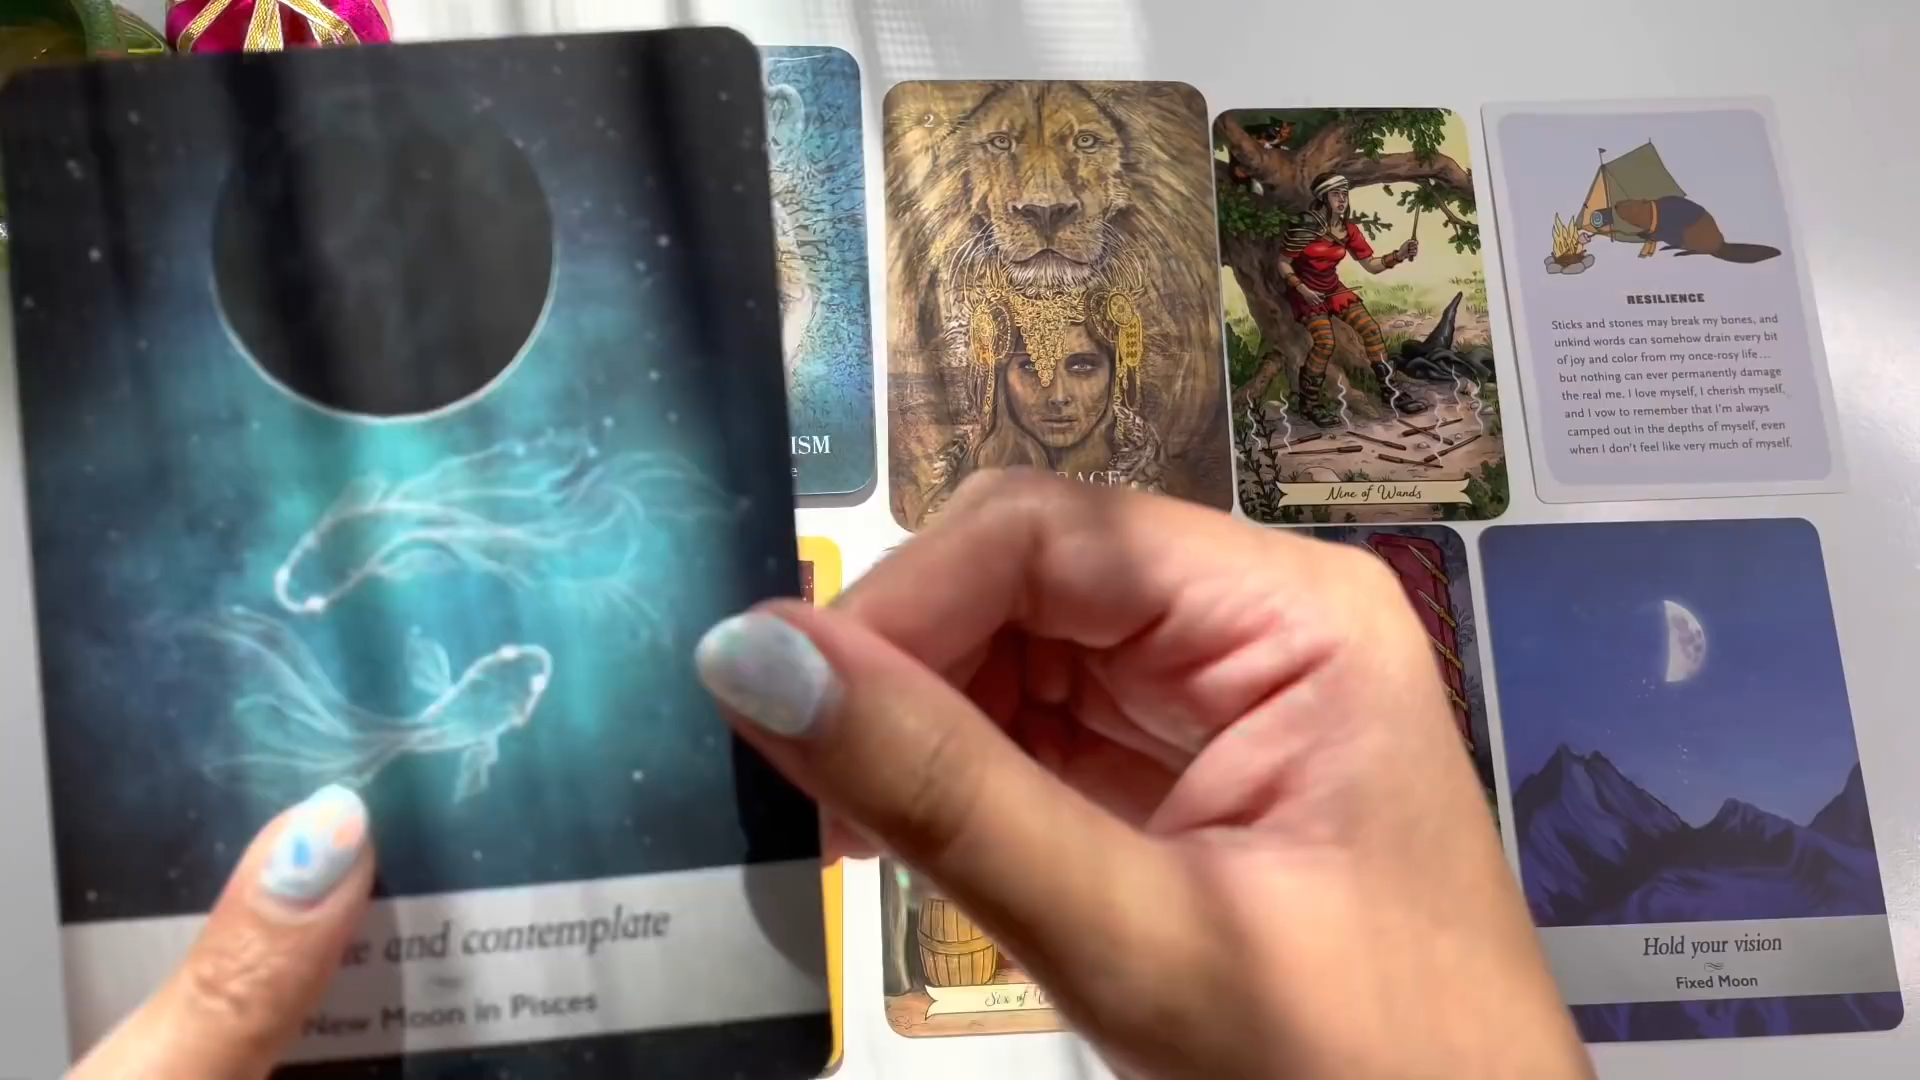 and contemplate
New Moon in Pisces
ISM
2
Nine of Wands
RESILIENCE
Sticks and stones may break my bones, and
unkind words can somehow drain every bit
of joy and color from my once-rosy life...
but nothing can ever permanently damage
the real me. I love myself, I cherish myself,
and I vow to remember that I'm always
camped out in the depths of myself, even
when I don't feel like very much of myself.
Six of
Hold your vision
Fixed Moon